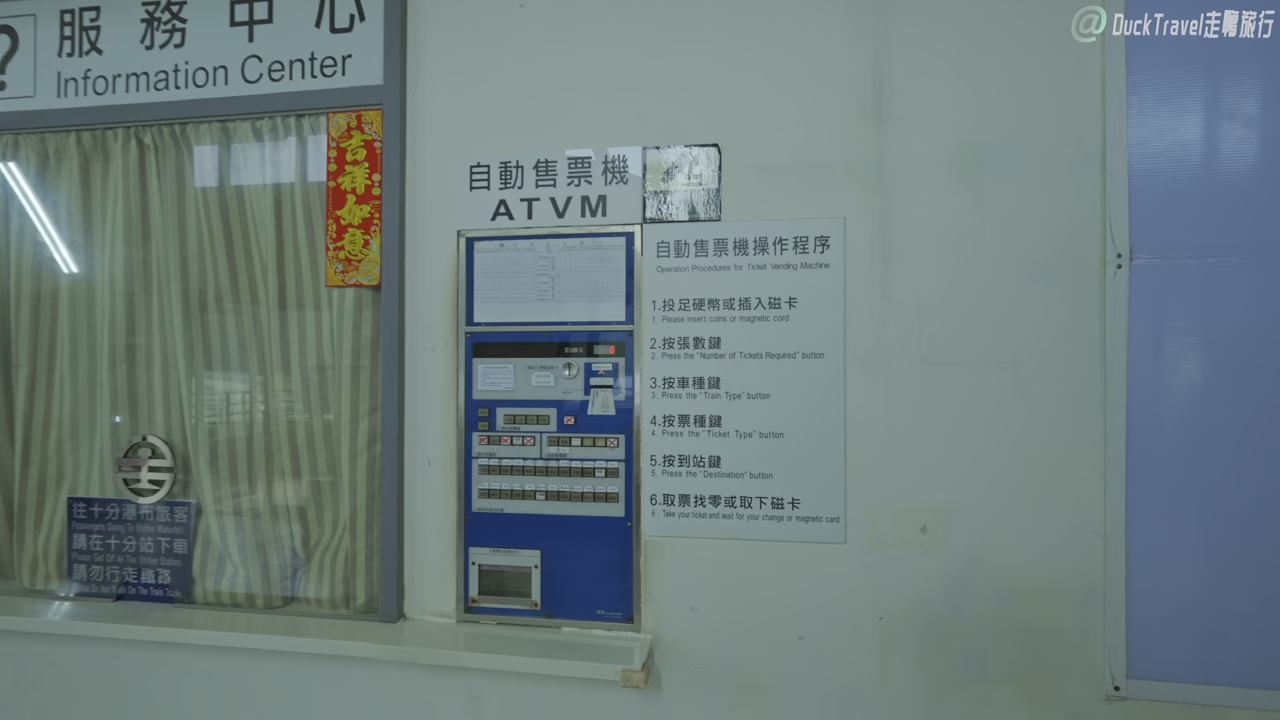 @DuckTravel走鴨旅行
?
服務中心
Information Center
吉祥如意
自動售票機
ATVM
自動售票機操作程序
Operation Procedures for Ticket Vending Machine
1.投足硬幣或插入磁卡
1. Please insert coins or magnetic cord
2.按張數鍵
2. Press the "Number of Tickets Required" button
3.按車種鍵
3. Press the "Train Type" button
4.按票種鍵
4. Press the "Ticket Type" button
5.按到站鍵
5. Press the "Destination" button
6.取票找零或取下磁卡
6. Take your ticket and wait for your change or magnetic card
往十分瀑布旅客
Passengers Going To Shifen Waterfall
請在十分站下車
Please Get Off At The Shifen Station
請勿行走鐵路
Please Do Not Walk On The Train Tracks